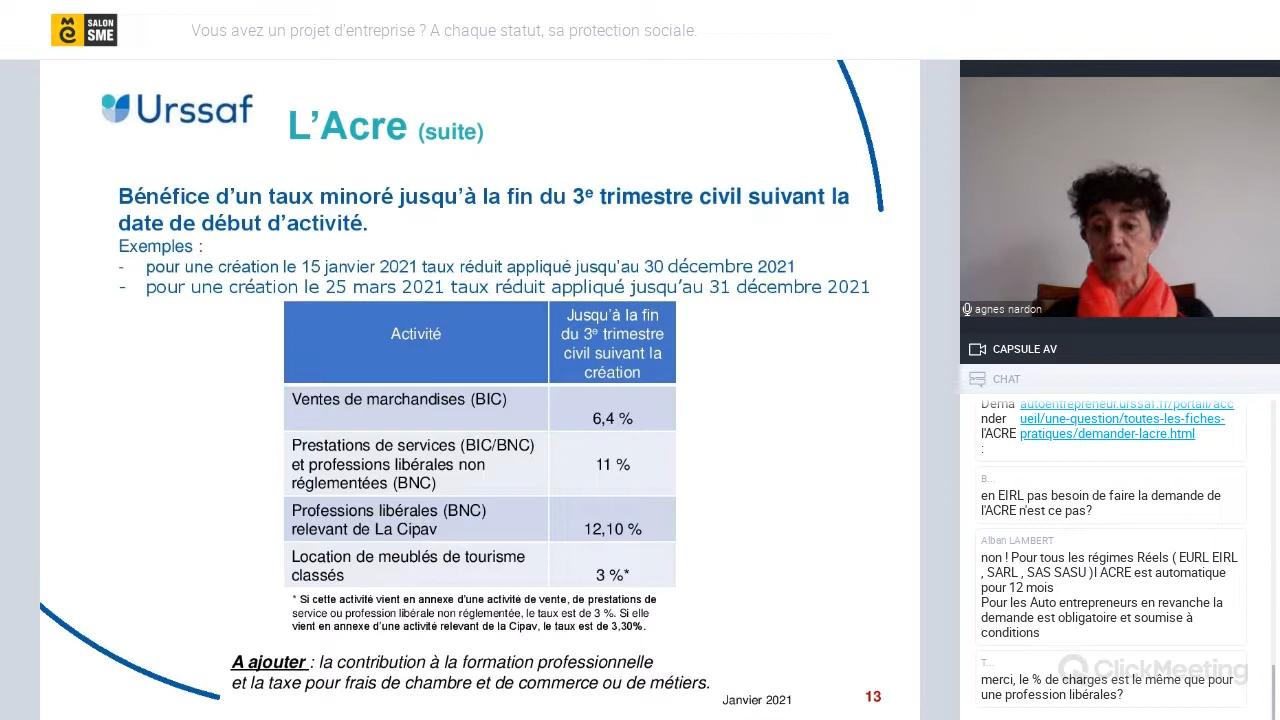 SALON
SME
Vous avez un projet d'entreprise ? A chaque statut, sa protection sociale.
Urssaf
L'Acre (suite)
Bénéfice d'un taux minoré jusqu'à la fin du 3e trimestre civil suivant la
date de début d'activité.
Exemples :
- pour une création le 15 janvier 2021 taux réduit appliqué jusqu'au 30 décembre 2021
- pour une création le 25 mars 2021 taux réduit appliqué jusqu'au 31 décembre 2021
Activité
Jusqu'à la fin
du 3e trimestre
civil suivant la
création
Ventes de marchandises (BIC)
6,4 %
Prestations de services (BIC/BNC)
et professions libérales non
réglementées (BNC)
11 %
Professions libérales (BNC)
relevant de La Cipav
12,10 %
Location de meublés de tourisme
classés
3 %*
* Si cette activité vient en annexe d'une activité de vente, de prestations de
service ou profession libérale non réglementée, le taux est de 3 %. Si elle
vient en annexe d'une activité relevant de la Cipav, le taux est de 3,30%.
A ajouter : la contribution à la formation professionnelle
et la taxe pour frais de chambre et de commerce ou de métiers.
Janvier 2021
13
agnes nardon
CAPSULE AV
CHAT
Dema autoentrepreneur.urssaf.fr/portail/acc
nder ueil/une-question/toutes-les-fiches-
l'ACRE pratiques/demander-lacre.html
:
B...
en EIRL pas besoin de faire la demande de
l'ACRE n'est ce pas?
Alban LAMBERT
non ! Pour tous les régimes Réels ( EURL EIRL
, SARL , SAS SASU )l ACRE est automatique
pour 12 mois
Pour les Auto entrepreneurs en revanche la
demande est obligatoire et soumise à
conditions
T...
merci, le % de charges est le même que pour
une profession libérales?
ClickMeeting